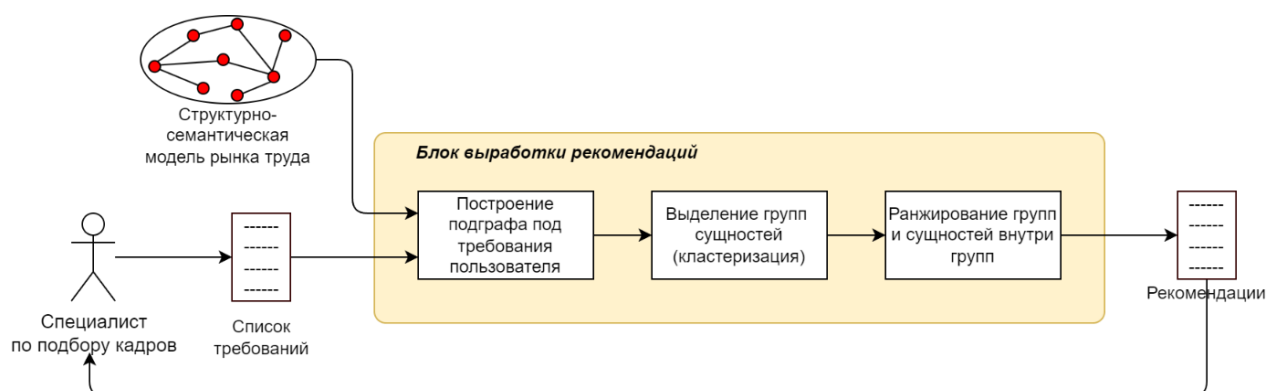 Структурно-
семантическая
модель рынка труда
Блок выработки рекомендаций
Построение
подграфа под
требования
пользователя
Выделение групп
сущностей
(кластеризация)
Ранжирование групп
и сущностей внутри
групп
Специалист
по подбору кадров
Список
требований
Рекомендации